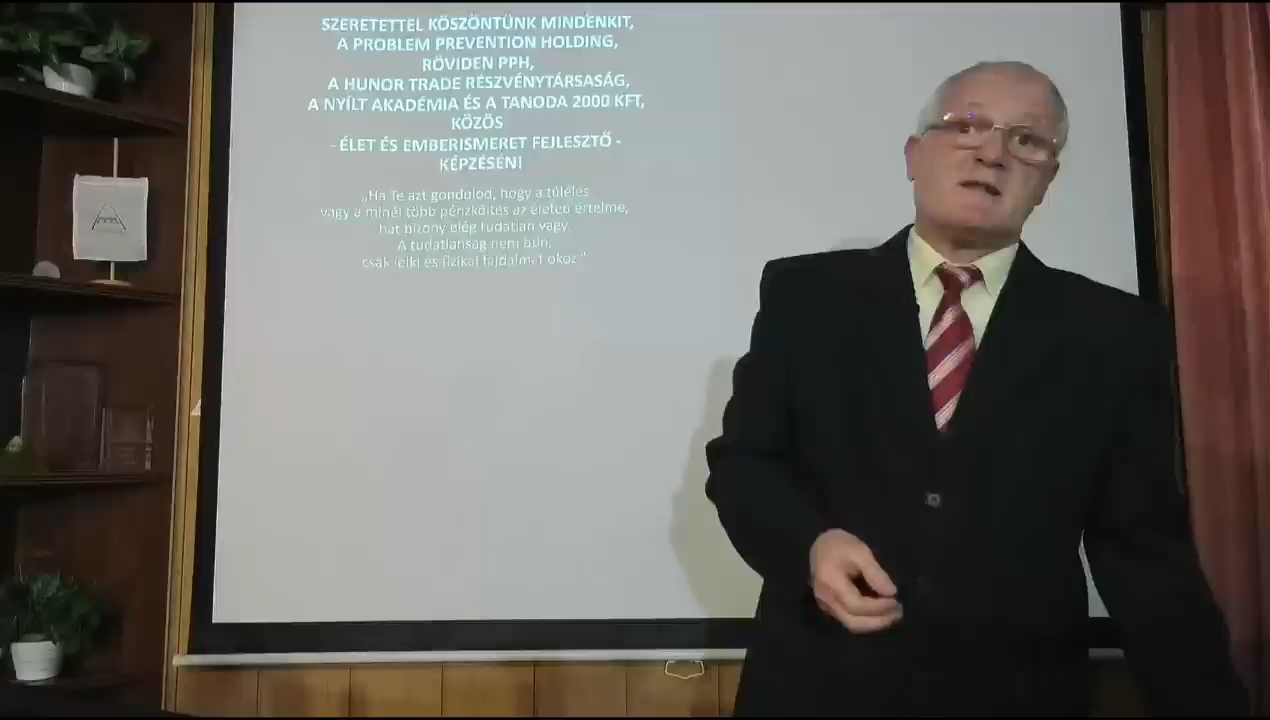 SZERETETTEL KÖSZÖNTÜNK MINDENKIT,
A PROBLEM PREVENTION HOLDING,
RÖVIDEN PPH,
A HUNOR TRADE RÉSZVÉNYTÁRSASÁG,
A NYÍLT AKADÉMIA ÉS A TANODA 2000 KFT,
KÖZÖS
- ÉLET ÉS EMBERISMERET FEJLESZTŐ -
KÉPZÉSÉN!
„Ha Te azt gondolod, hogy a túlélés
vagy a minél több pénzköltés az életed értelme,
hát bizony elég tudatlan vagy.
A tudatlanság nem bűn,
csak lelki és fizikai fájdalmat okoz."